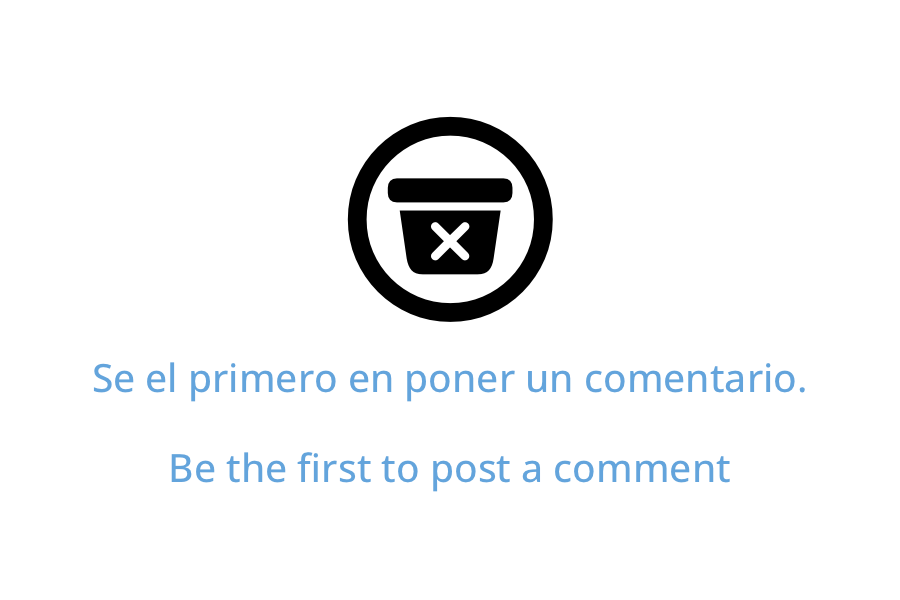 Se el primero en poner un comentario.
Be the first to post a comment